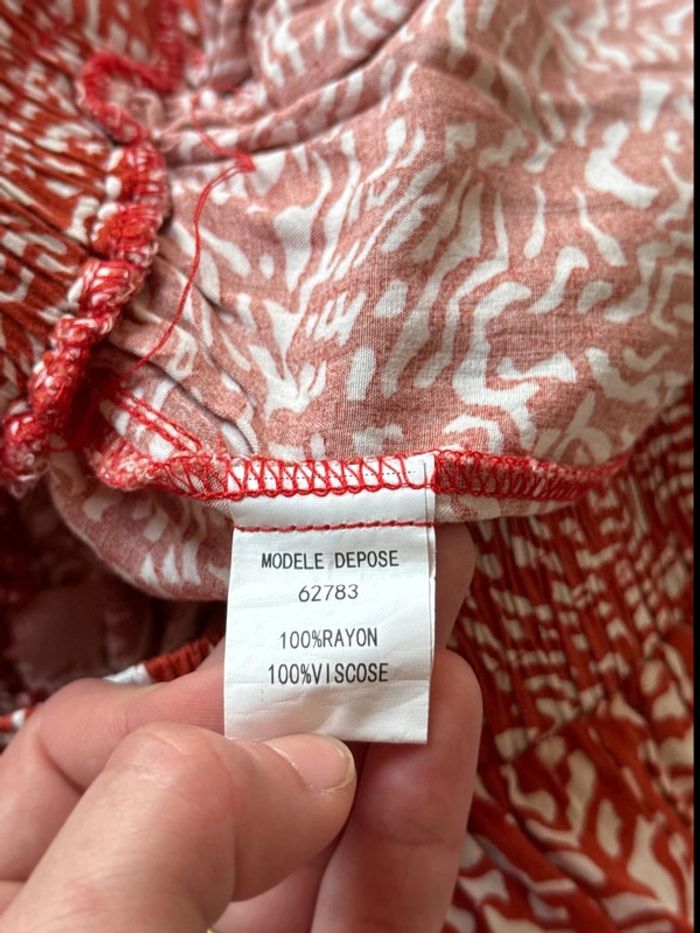 MODELE DEPOSE
62783
100%RAYON
100%VISCOSE